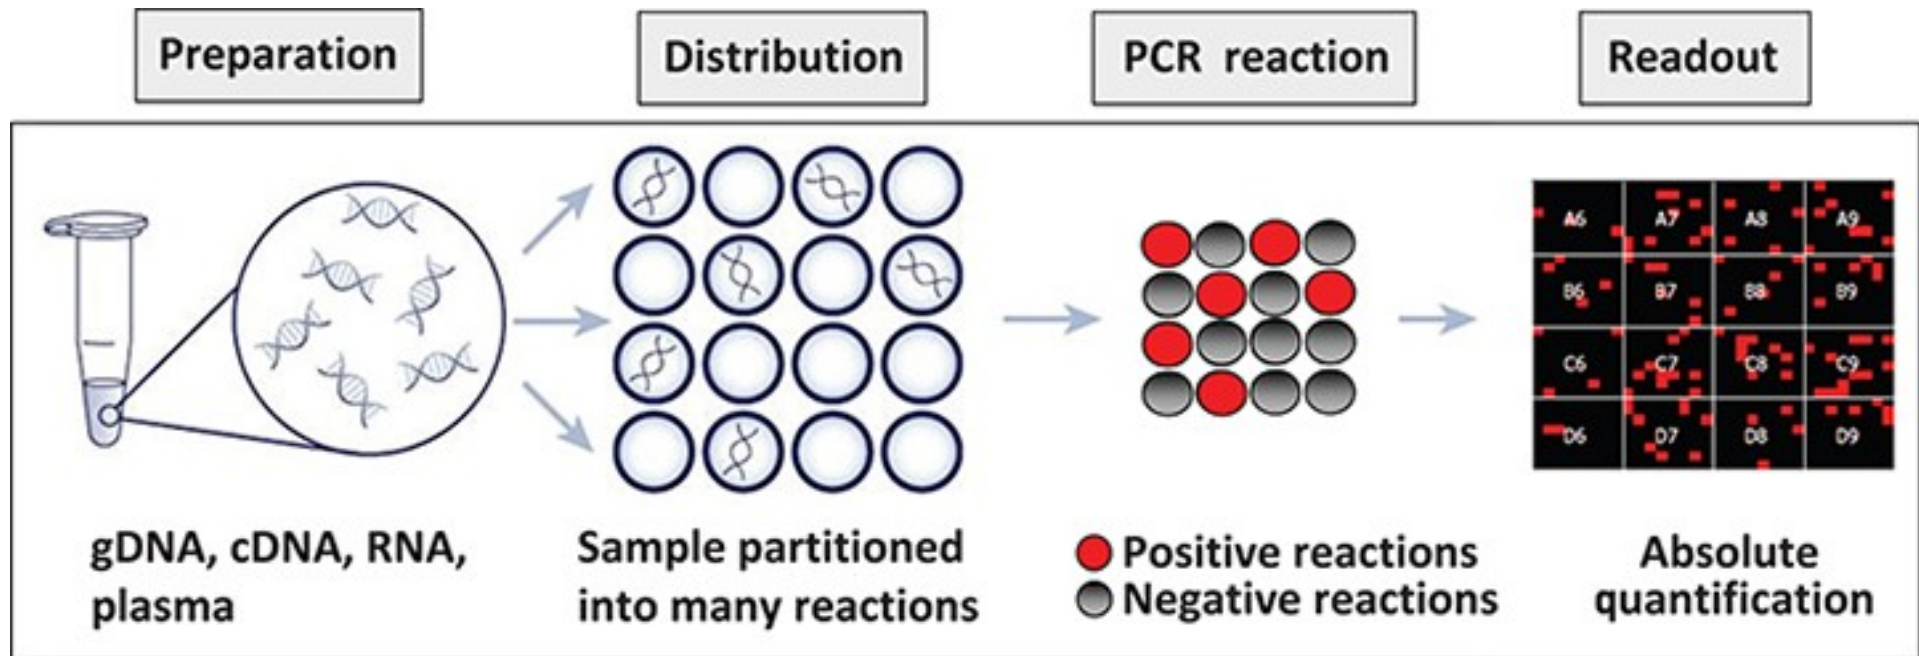 Preparation
Distribution
PCR reaction
Readout
A6 A7 A8 A9
B6 B7 B8 B9
C6 C7 C8 C9
D6 D7 D8 D9
gDNA, cDNA, RNA,
plasma
Sample partitioned
into many reactions
Positive reactions
Negative reactions
Absolute
quantification